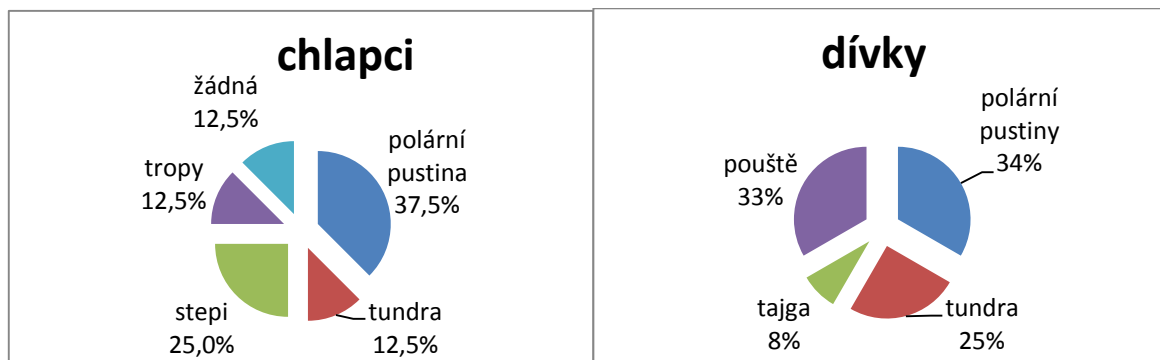 chlapci
žádná
12,5%
tropy
12,5%
polární
pustina
37,5%
stepi
25,0%
tundra
12,5%
dívky
polární
pustiny
34%
pouště
33%
tajga
8%
tundra
25%